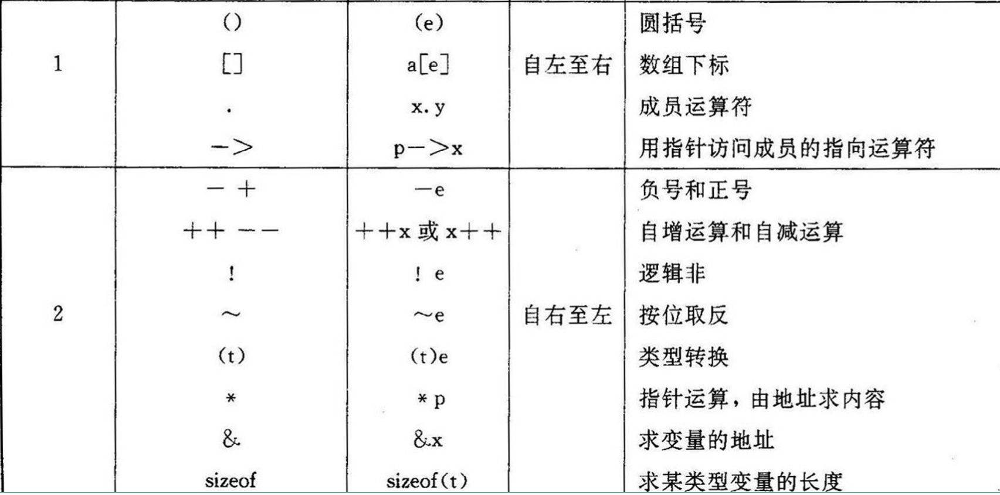 () (e) 圆括号
1 [] a[e] 自左至右 数组下标
. x.y 成员运算符
-> p->x 用指针访问成员的指向运算符
- + -e 负号和正号
++ -- ++x 或 x++ 自增运算和自减运算
! ! e 逻辑非
2 ~ ~e 自右至左 按位取反
(t) (t)e 类型转换
* * p 指针运算，由地址求内容
& &x 求变量的地址
sizeof sizeof(t) 求某类型变量的长度